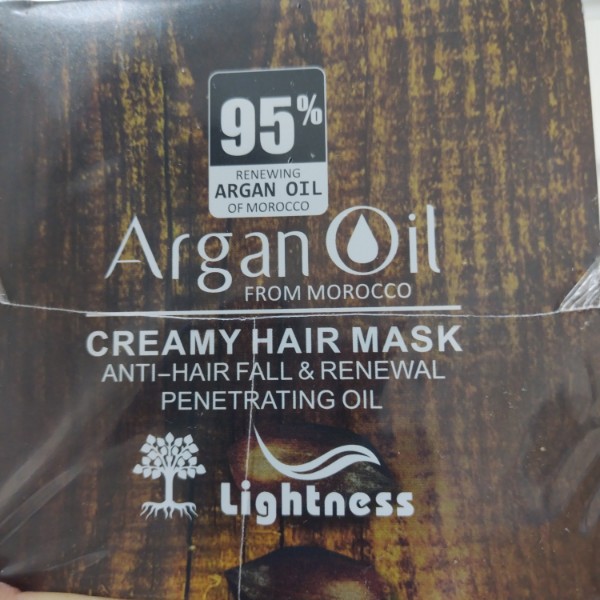 95%
RENEWING
ARGAN OIL
OF MOROCCO
Argan Oil
FROM MOROCCO
CREAMY HAIR MASK
ANTI-HAIR FALL & RENEWAL
PENETRATING OIL
Lightness